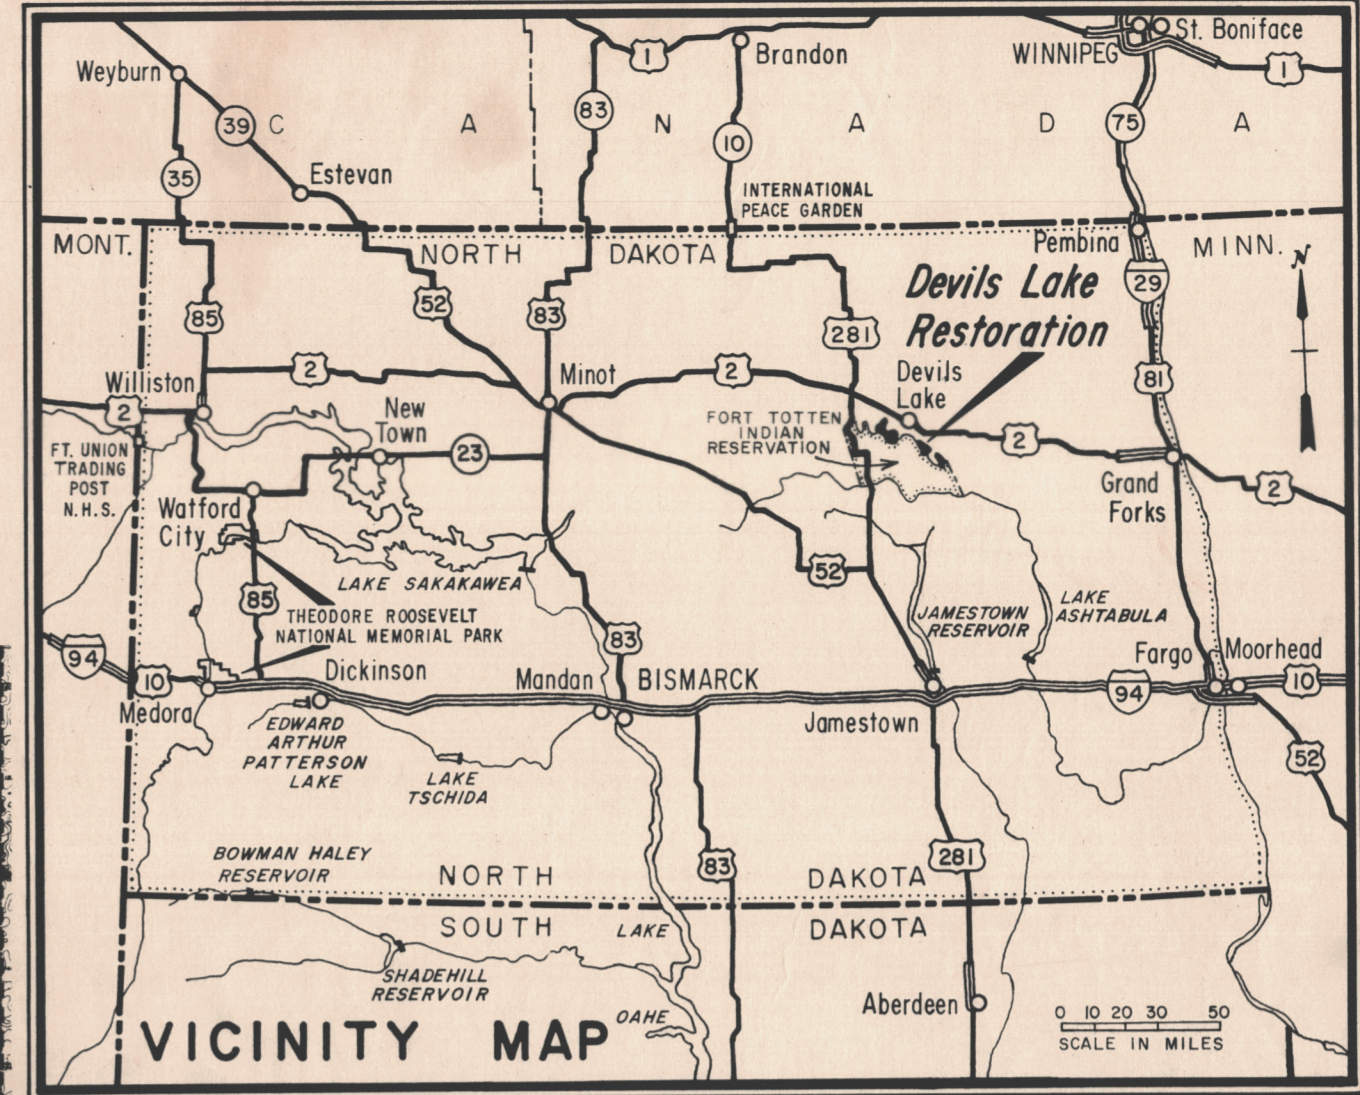 St. Boniface
WINNIPEG
1
Brandon
1
Weyburn
83
39
C A N A D A
75
10
35
Estevan
INTERNATIONAL
PEACE GARDEN
MONT.
NORTH DAKOTA
Pembina
MINN.
N
29
Devils Lake
Restoration
85
52
83
281
81
2
Minot
2
Devils
Lake
Williston
2
New
Town
FORT TOTTEN
INDIAN
RESERVATION
2
23
FT. UNION
TRADING
POST
N.H.S.
Watford
City
Grand
Forks
2
LAKE SAKAKAWEA
52
85
THEODORE ROOSEVELT
NATIONAL MEMORIAL PARK
83
JAMESTOWN
RESERVOIR
LAKE
ASHTABULA
94
10
Dickinson
Mandan
BISMARCK
Fargo
Moorhead
94
10
Medora
Jamestown
EDWARD
ARTHUR
PATTERSON
LAKE
LAKE
TSCHIDA
52
BOWMAN HALEY
RESERVOIR
83
281
NORTH DAKOTA
SOUTH DAKOTA
LAKE
OAHE
SHADEHILL
RESERVOIR
Aberdeen
0 10 20 30 50
SCALE IN MILES
VICINITY MAP